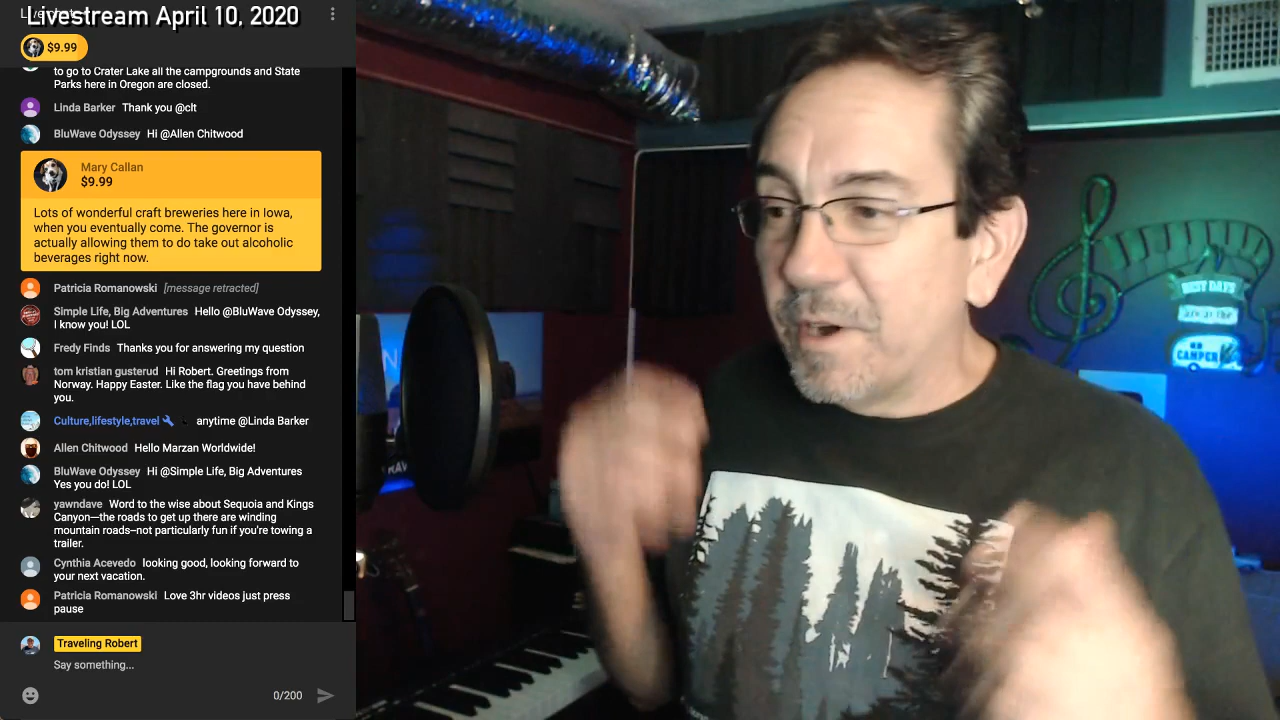 Livestream April 10, 2020
$9.99
to go to Crater Lake all the campgrounds and State
Parks here in Oregon are closed.
Linda Barker Thank you @clt
BluWave Odyssey Hi @Allen Chitwood
Mary Callan
$9.99
Lots of wonderful craft breweries here in Iowa,
when you eventually come. The governor is
actually allowing them to do take out alcoholic
beverages right now.
Patricia Romanowski [message retracted]
Simple Life, Big Adventures Hello @BluWave Odyssey,
I know you! LOL
Fredy Finds Thanks you for answering my question
tom kristian gusterud Hi Robert. Greetings from
Norway. Happy Easter. Like the flag you have behind
you.
Culture,lifestyle,travel anytime @Linda Barker
Allen Chitwood Hello Marzan Worldwide!
BluWave Odyssey Hi @Simple Life, Big Adventures
Yes you do! LOL
yawndave Word to the wise about Sequoia and Kings
Canyon—the roads to get up there are winding
mountain roads--not particularly fun if you're towing a
trailer.
Cynthia Acevedo looking good, looking forward to
your next vacation.
Patricia Romanowski Love 3hr videos just press
pause
Traveling Robert
Say something...
0/200
BEST DAYS
are at the
CAMPER